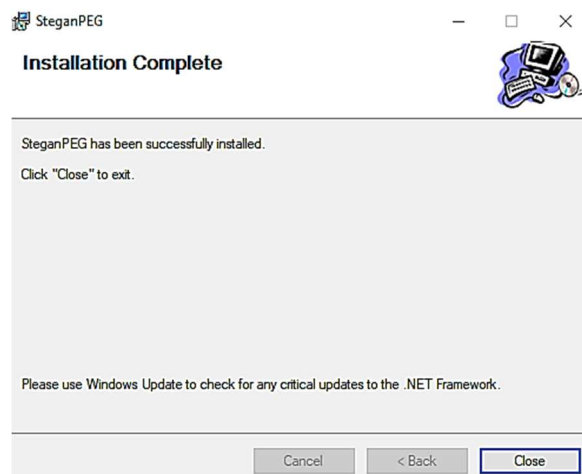 SteganPEG
Installation Complete
SteganPEG has been successfully installed.
Click "Close" to exit.
Please use Windows Update to check for any critical updates to the .NET Framework.
Cancel
< Back
Close